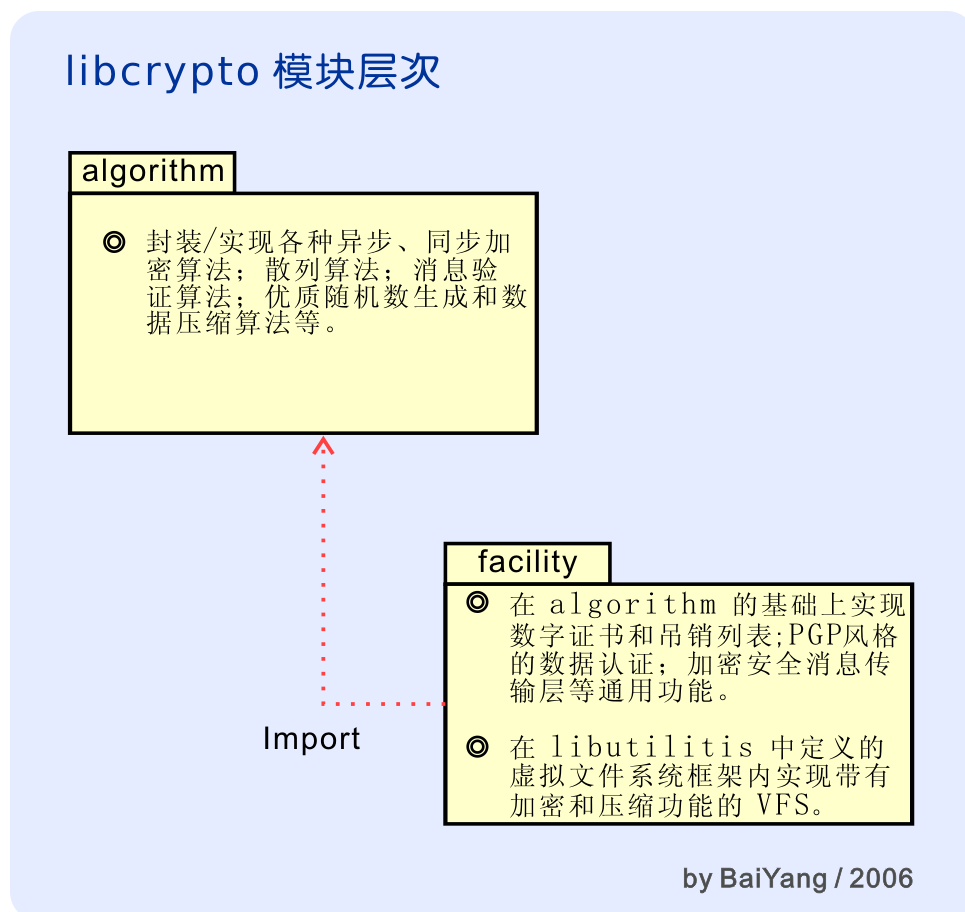 libcrypto 模块层次
algorithm
◎ 封装/实现各种异步、同步加
密算法；散列算法；消息验
证算法；优质随机数生成和数
据压缩算法等。
facility
◎ 在 algorithm 的基础上实现
数字证书和吊销列表;PGP风格
的数据认证；加密安全消息传
输层等通用功能。
Import
◎ 在 libutilitis 中定义的
虚拟文件系统框架内实现带有
加密和压缩功能的 VFS。
by BaiYang / 2006